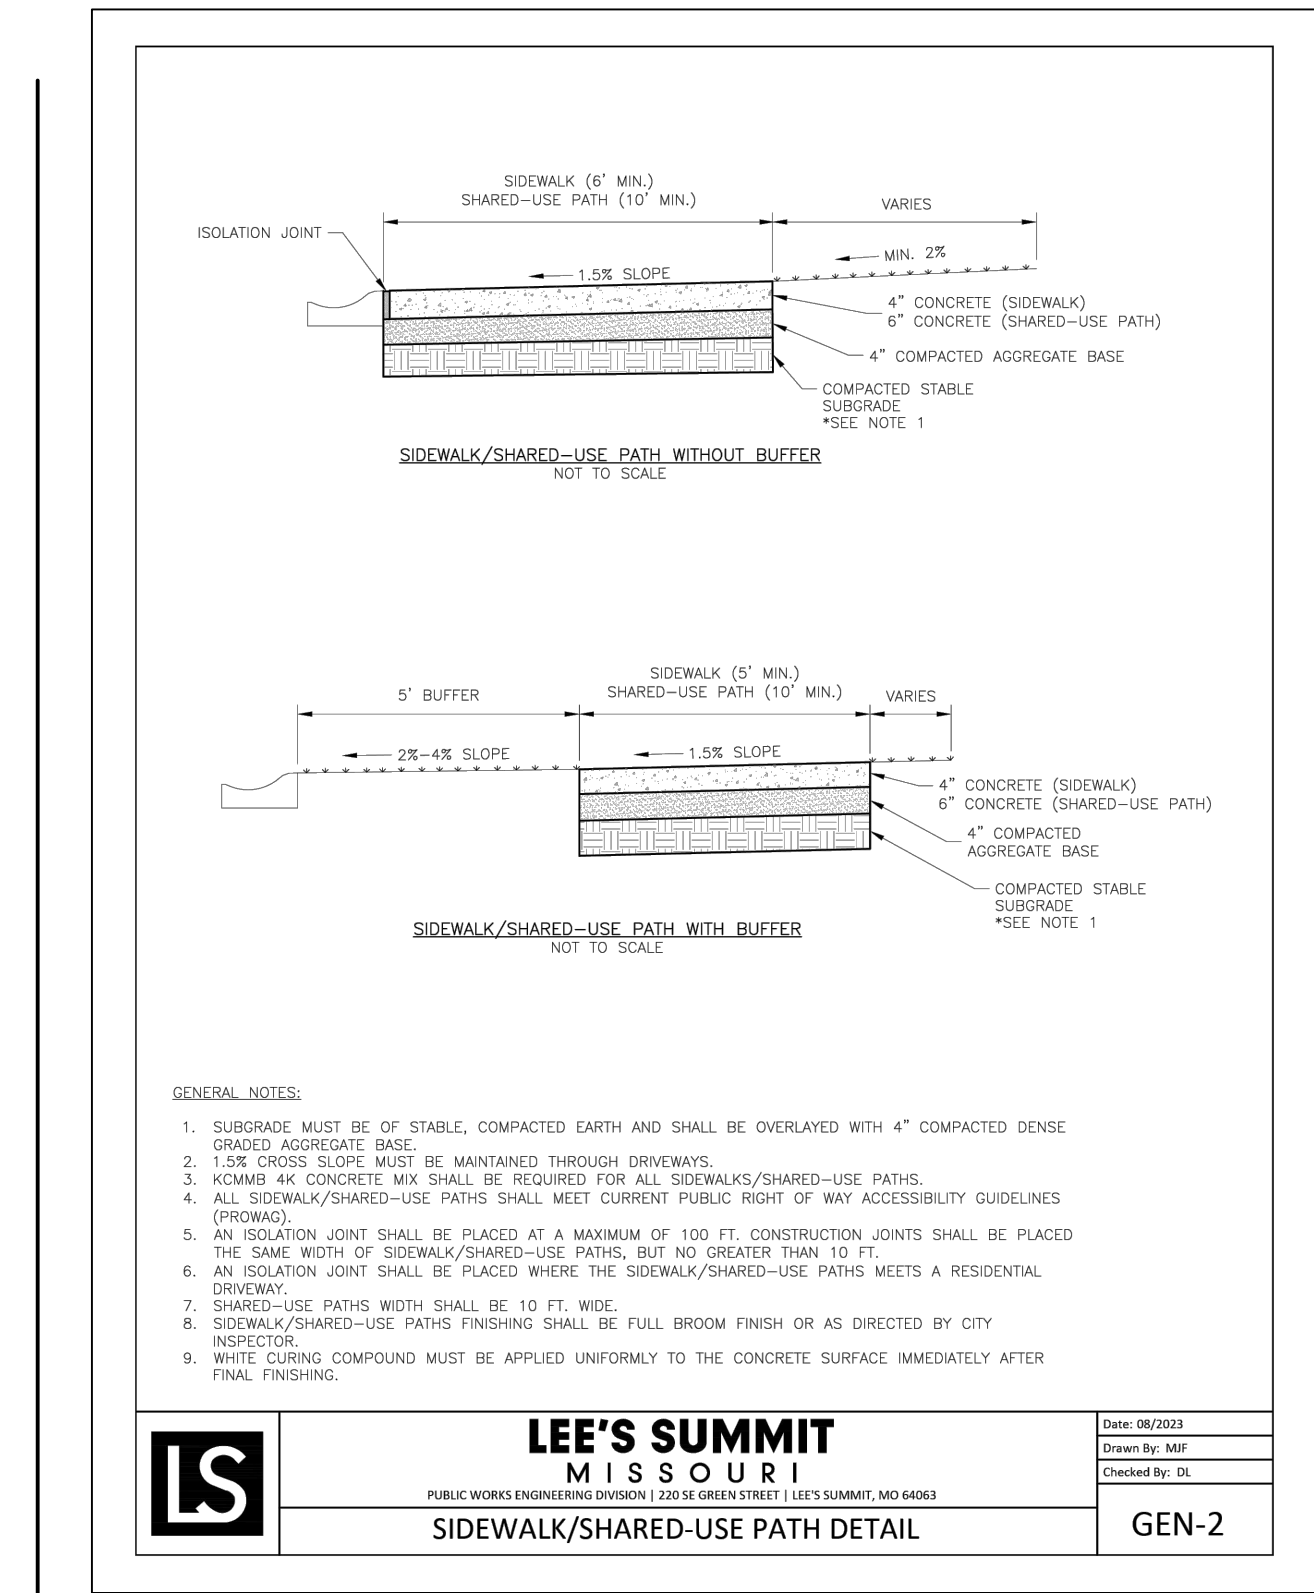 SIDEWALK (6' MIN.)
SHARED-USE PATH (10' MIN.)
VARIES
ISOLATION JOINT
MIN. 2%
1.5% SLOPE
4" CONCRETE (SIDEWALK)
6" CONCRETE (SHARED-USE PATH)
4" COMPACTED AGGREGATE BASE
COMPACTED STABLE
SUBGRADE
*SEE NOTE 1
SIDEWALK/SHARED-USE PATH WITHOUT BUFFER
NOT TO SCALE
SIDEWALK (5' MIN.)
SHARED-USE PATH (10' MIN.)
5' BUFFER
VARIES
2%-4% SLOPE
1.5% SLOPE
4" CONCRETE (SIDEWALK)
6" CONCRETE (SHARED-USE PATH)
4" COMPACTED
AGGREGATE BASE
COMPACTED STABLE
SUBGRADE
*SEE NOTE 1
SIDEWALK/SHARED-USE PATH WITH BUFFER
NOT TO SCALE
GENERAL NOTES:
1. SUBGRADE MUST BE OF STABLE, COMPACTED EARTH AND SHALL BE OVERLAYED WITH 4" COMPACTED DENSE
GRADED AGGREGATE BASE.
2. 1.5% CROSS SLOPE MUST BE MAINTAINED THROUGH DRIVEWAYS.
3. KCMMB 4K CONCRETE MIX SHALL BE REQUIRED FOR ALL SIDEWALKS/SHARED-USE PATHS.
4. ALL SIDEWALK/SHARED-USE PATHS SHALL MEET CURRENT PUBLIC RIGHT OF WAY ACCESSIBILITY GUIDELINES
(PROWAG).
5. AN ISOLATION JOINT SHALL BE PLACED AT A MAXIMUM OF 100 FT. CONSTRUCTION JOINTS SHALL BE PLACED
THE SAME WIDTH OF SIDEWALK/SHARED-USE PATHS, BUT NO GREATER THAN 10 FT.
6. AN ISOLATION JOINT SHALL BE PLACED WHERE THE SIDEWALK/SHARED-USE PATHS MEETS A RESIDENTIAL
DRIVEWAY.
7. SHARED-USE PATHS WIDTH SHALL BE 10 FT. WIDE.
8. SIDEWALK/SHARED-USE PATHS FINISHING SHALL BE FULL BROOM FINISH OR AS DIRECTED BY CITY
INSPECTOR.
9. WHITE CURING COMPOUND MUST BE APPLIED UNIFORMLY TO THE CONCRETE SURFACE IMMEDIATELY AFTER
FINAL FINISHING.
LS
LEE'S SUMMIT
MISSOURI
PUBLIC WORKS ENGINEERING DIVISION | 220 SE GREEN STREET | LEE'S SUMMIT, MO 64063
SIDEWALK/SHARED-USE PATH DETAIL
Date: 08/2023
Drawn By: MJF
Checked By: DL
GEN-2